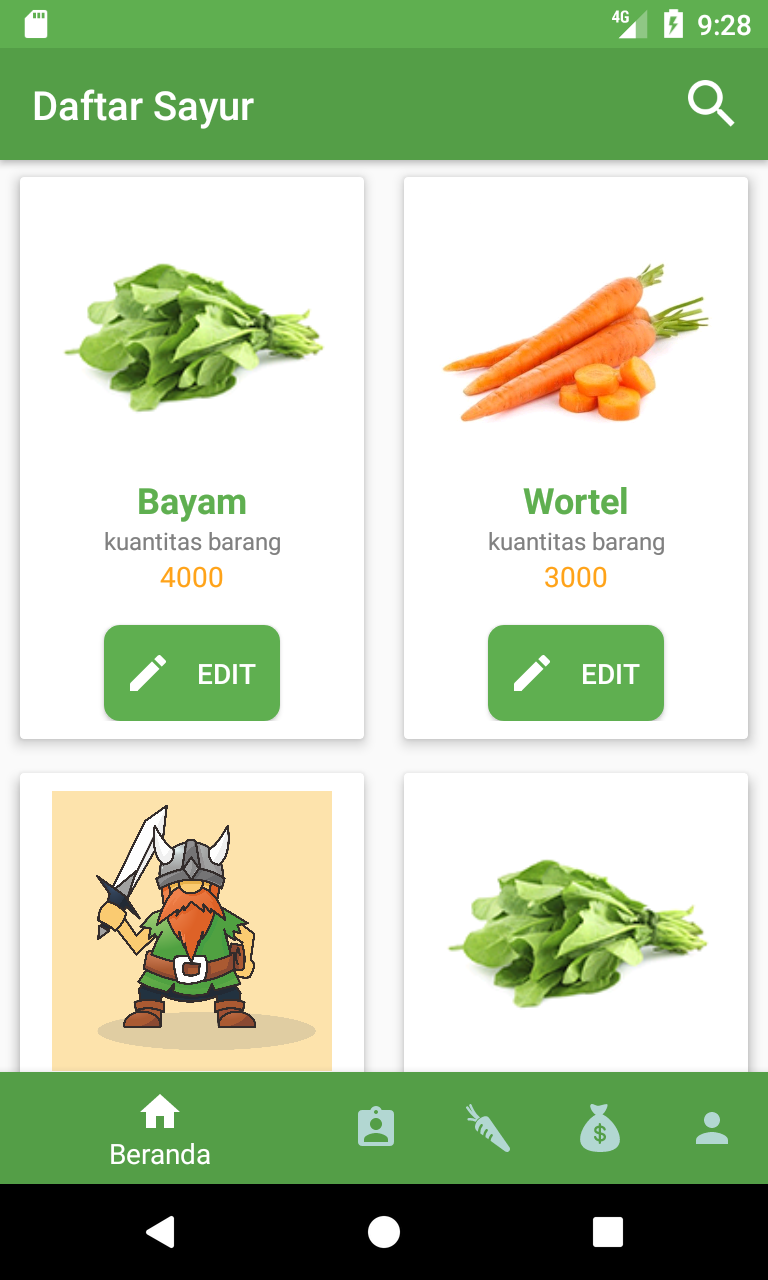 4G 9:28
Daftar Sayur
Bayam
kuantitas barang
4000
EDIT
Wortel
kuantitas barang
3000
EDIT
$
Beranda